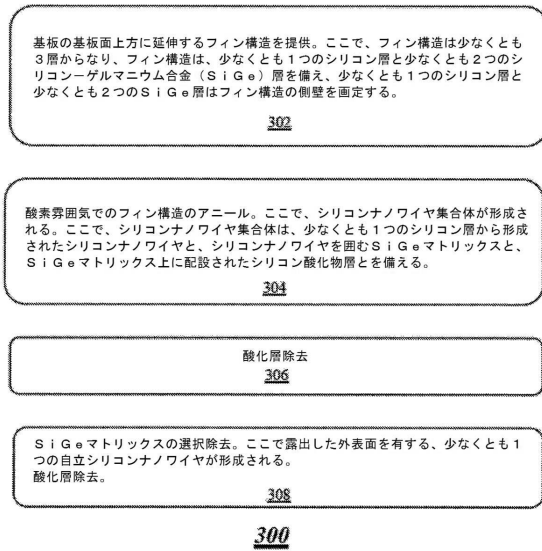 基板の基板面上方に延伸するフィン構造を提供。ここで、フィン構造は少なくとも
３層からなり、フィン構造は、少なくとも１つのシリコン層と少なくとも２つのシ
リコン－ゲルマニウム合金（ＳｉＧｅ）層を備え、少なくとも１つのシリコン層と
少なくとも２つのＳｉＧｅ層はフィン構造の側壁を画定する。
302
酸素雰囲気でのフィン構造のアニール。ここで、シリコンナノワイヤ集合体が形成さ
れる。ここで、シリコンナノワイヤ集合体は、少なくとも１つのシリコン層から形成
されたシリコンナノワイヤと、シリコンナノワイヤを囲むＳｉＧｅマトリックスと、
ＳｉＧｅマトリックス上に配設されたシリコン酸化物層とを備える。
304
酸化層除去
306
ＳｉＧｅマトリックスの選択除去。ここで露出した外表面を有する、少なくとも１
つの自立シリコンナノワイヤが形成される。
酸化層除去。
308
300